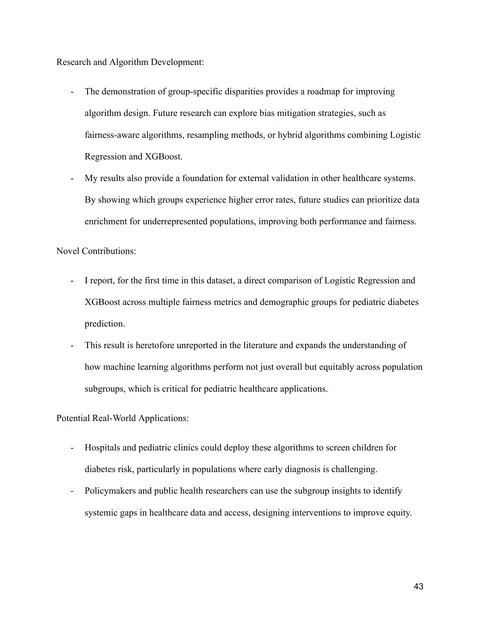 Research and Algorithm Development:
- The demonstration of group-specific disparities provides a roadmap for improving
algorithm design. Future research can explore bias mitigation strategies, such as
fairness-aware algorithms, resampling methods, or hybrid algorithms combining Logistic
Regression and XGBoost.
- My results also provide a foundation for external validation in other healthcare systems.
By showing which groups experience higher error rates, future studies can prioritize data
enrichment for underrepresented populations, improving both performance and fairness.
Novel Contributions:
- I report, for the first time in this dataset, a direct comparison of Logistic Regression and
XGBoost across multiple fairness metrics and demographic groups for pediatric diabetes
prediction.
- This result is heretofore unreported in the literature and expands the understanding of
how machine learning algorithms perform not just overall but equitably across population
subgroups, which is critical for pediatric healthcare applications.
Potential Real-World Applications:
- Hospitals and pediatric clinics could deploy these algorithms to screen children for
diabetes risk, particularly in populations where early diagnosis is challenging.
- Policymakers and public health researchers can use the subgroup insights to identify
systemic gaps in healthcare data and access, designing interventions to improve equity.
43